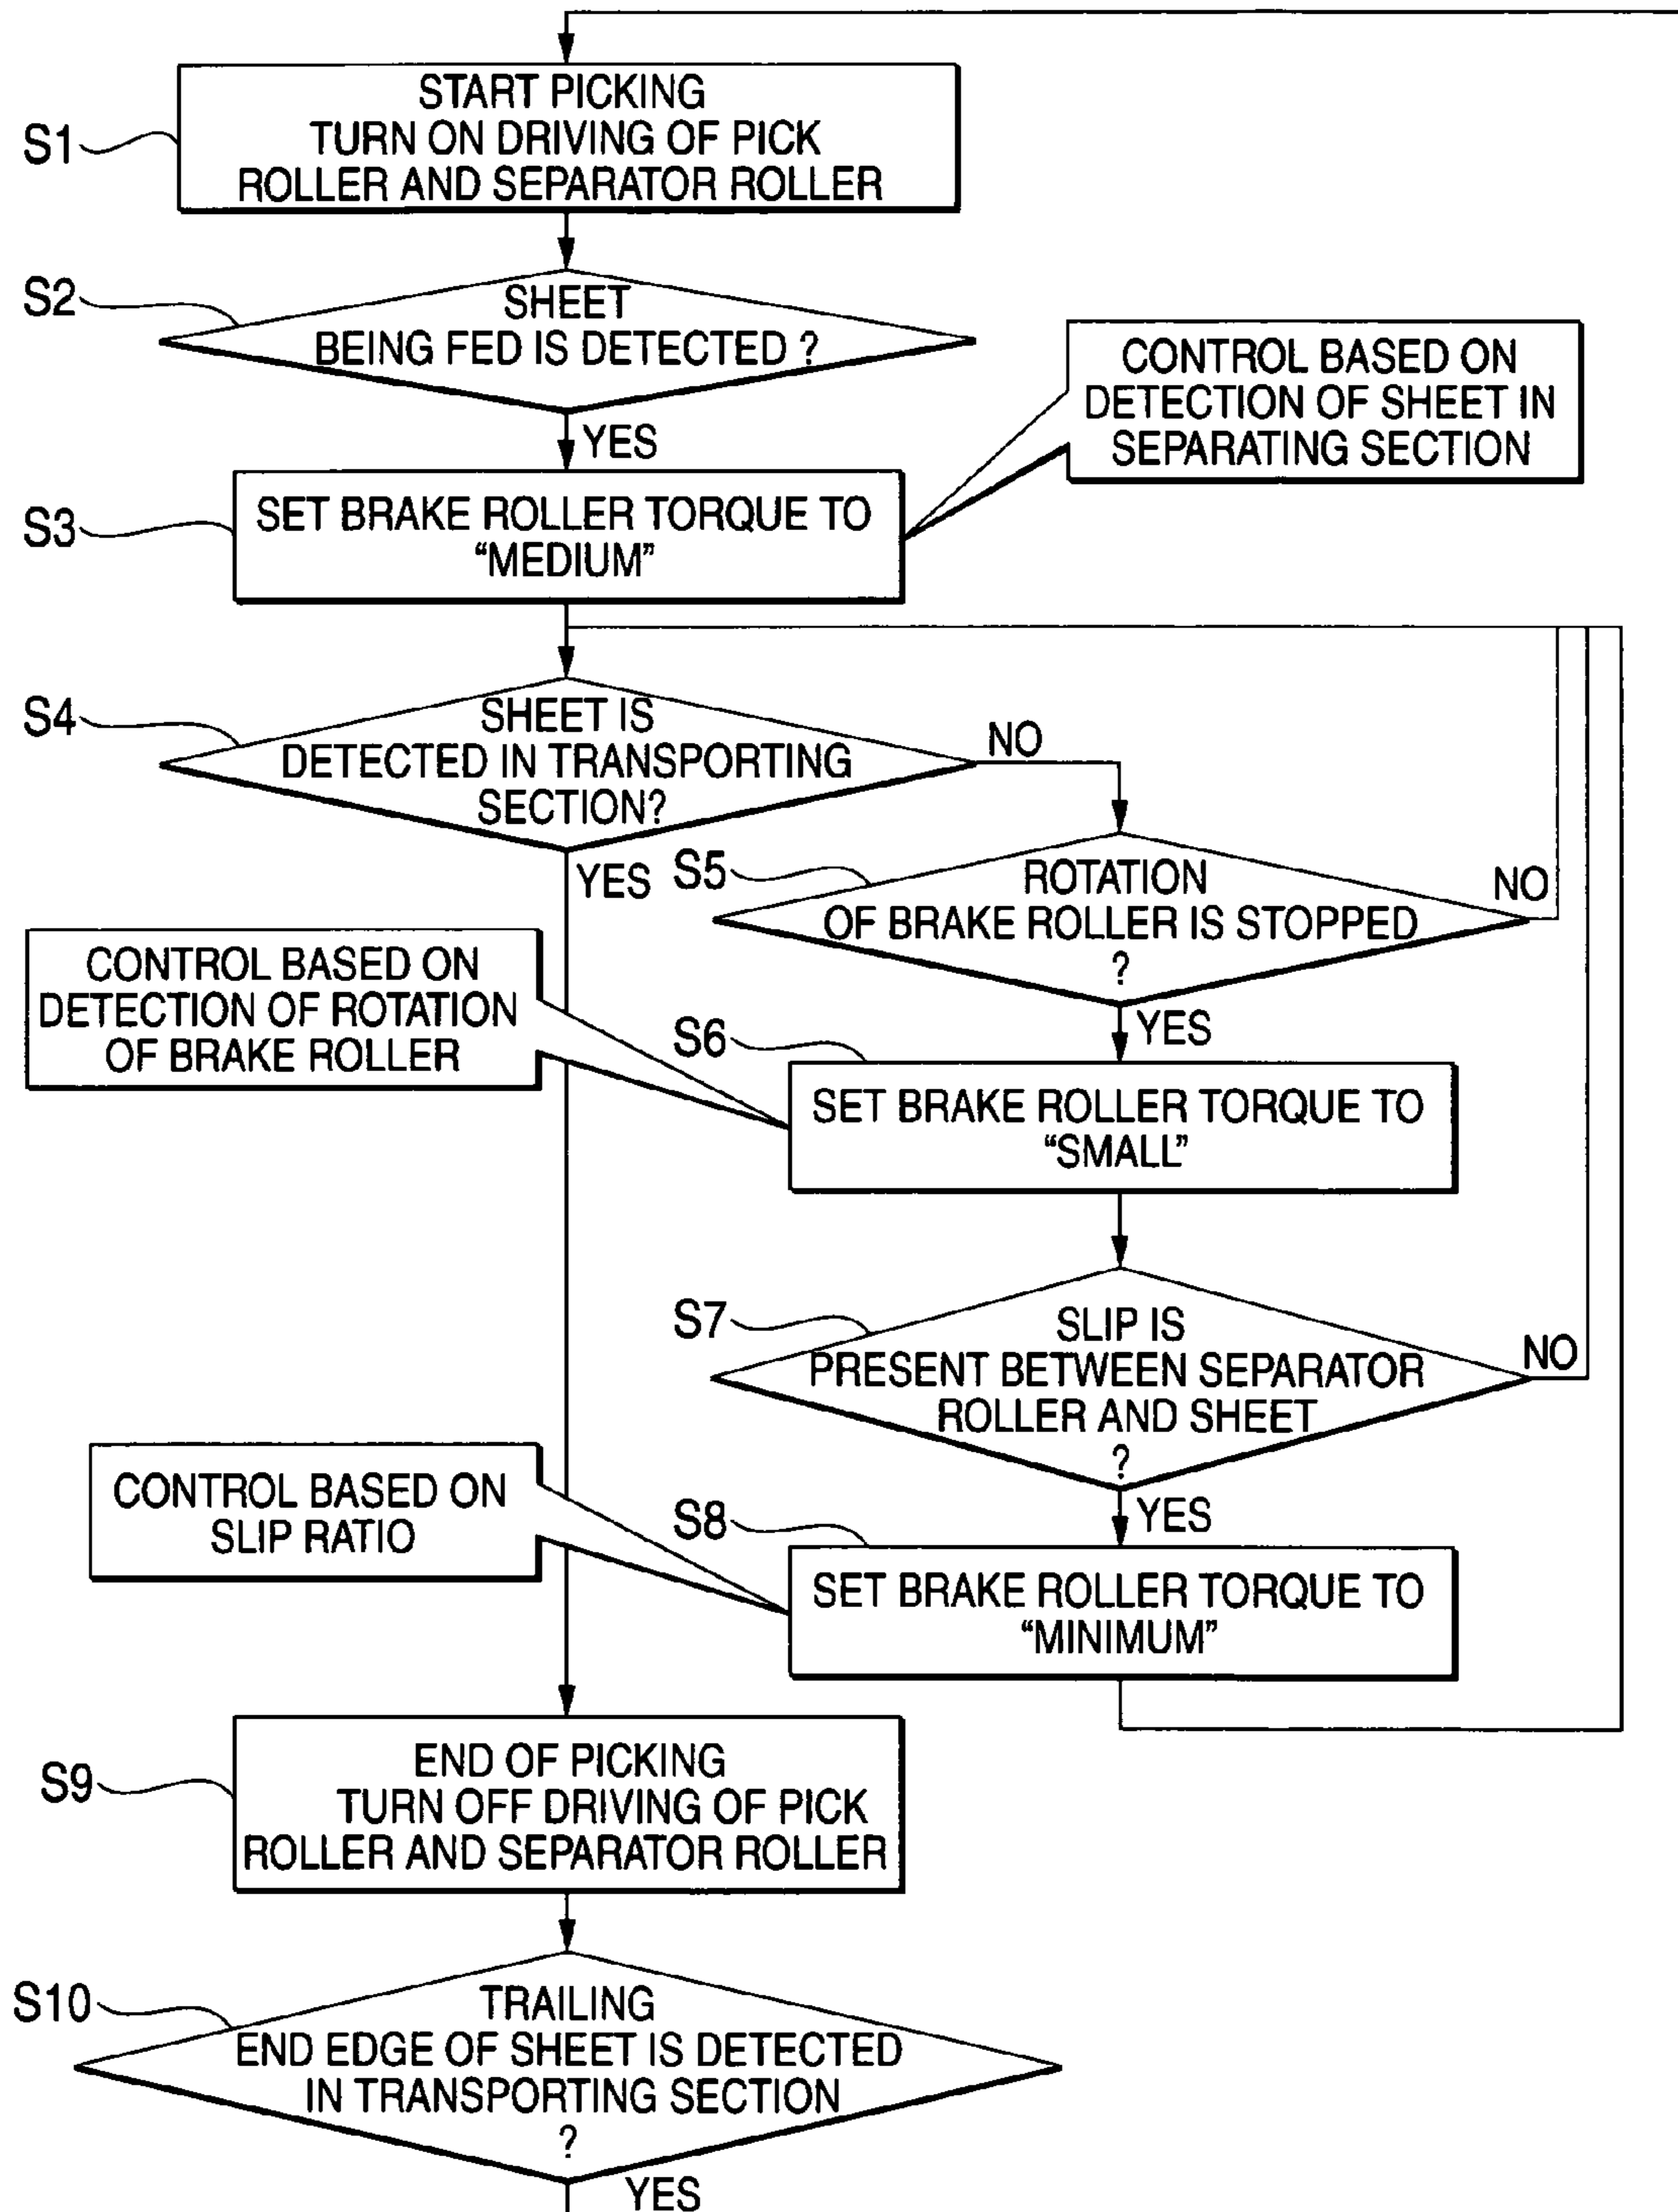 S1
START PICKING
TURN ON DRIVING OF PICK
ROLLER AND SEPARATOR ROLLER
S2
SHEET
BEING FED IS DETECTED ?
YES
CONTROL BASED ON
DETECTION OF SHEET IN
SEPARATING SECTION
S3
SET BRAKE ROLLER TORQUE TO
“MEDIUM”
S4
SHEET IS
DETECTED IN TRANSPORTING
SECTION?
NO
YES
S5
ROTATION
OF BRAKE ROLLER IS STOPPED
?
NO
YES
CONTROL BASED ON
DETECTION OF ROTATION
OF BRAKE ROLLER
S6
SET BRAKE ROLLER TORQUE TO
“SMALL”
S7
SLIP IS
PRESENT BETWEEN SEPARATOR
ROLLER AND SHEET
?
NO
YES
CONTROL BASED ON
SLIP RATIO
S8
SET BRAKE ROLLER TORQUE TO
“MINIMUM”
S9
END OF PICKING
TURN OFF DRIVING OF PICK
ROLLER AND SEPARATOR ROLLER
S10
TRAILING
END EDGE OF SHEET IS DETECTED
IN TRANSPORTING SECTION
?
YES